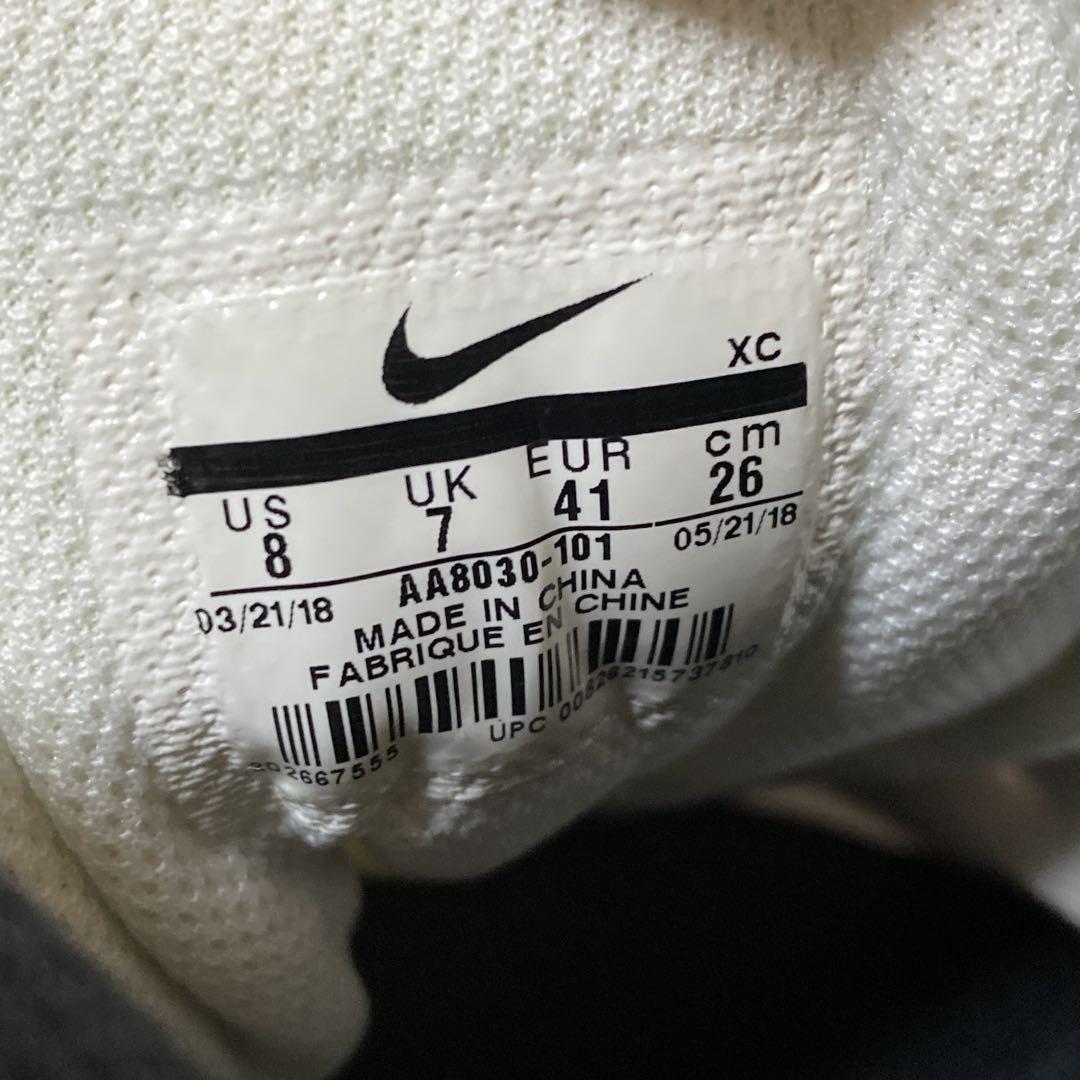 XC
US UK EUR cm
8 7 41 26
03/21/18 AA8030-101 05/21/18
MADE IN CHINA
FABRIQUE EN CHINE
UPC